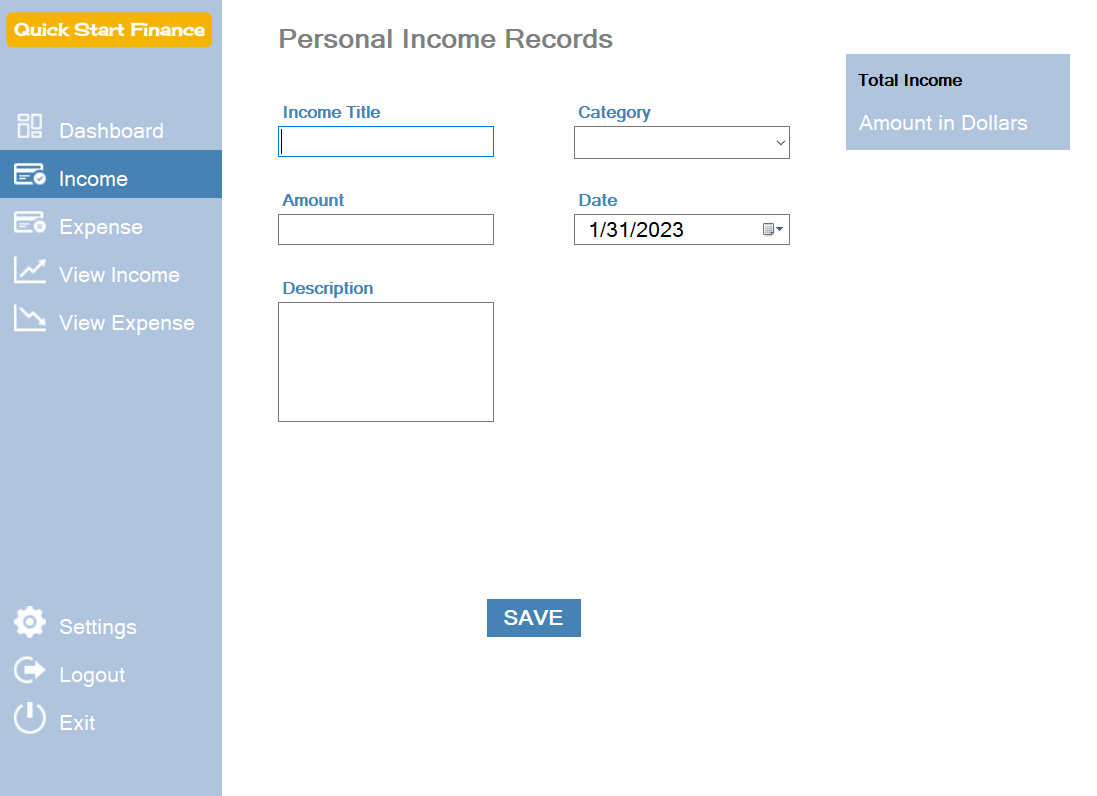 Quick Start Finance
Dashboard
Income
Expense
View Income
View Expense
Settings
Logout
Exit
Personal Income Records
Income Title
Category
Amount
Date
1/31/2023
Description
SAVE
Total Income
Amount in Dollars